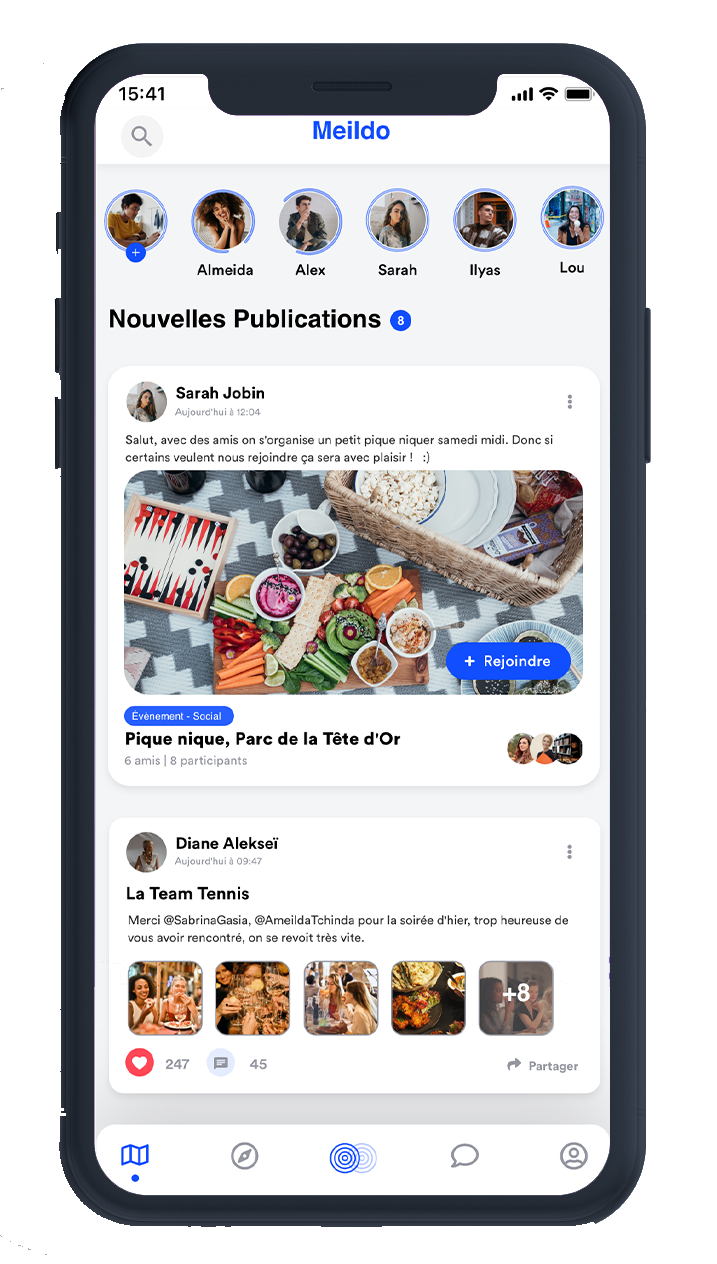 15:41
Meildo
Almeida
Alex
Sarah
Ilyas
Lou
Nouvelles Publications 8
Sarah Jobin
Aujourd'hui à 12:04
Salut, avec des amis on s'organise un petit pique niquer samedi midi. Donc si
certains veulent nous rejoindre ça sera avec plaisir ! :)
+ Rejoindre
Évènement - Social
Pique nique, Parc de la Tête d'Or
6 amis | 8 participants
Diane Alekseï
Aujourd'hui à 09:47
La Team Tennis
Merci @SabrinaGasia, @AmeildaTchinda pour la soirée d'hier, trop heureuse de
vous avoir rencontré, on se revoit très vite.
+8
247
45
Partager